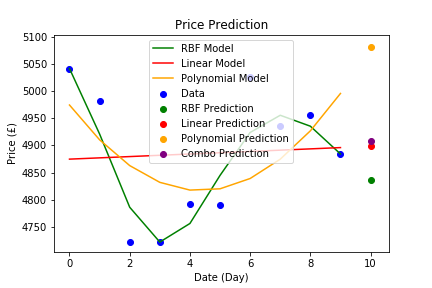 Price Prediction
5100
5050
5000
4950
4900
4850
4800
4750
Price (£)
RBF Model
Linear Model
Polynomial Model
Data
RBF Prediction
Linear Prediction
Polynomial Prediction
Combo Prediction
0 2 4 6 8 10
Date (Day)